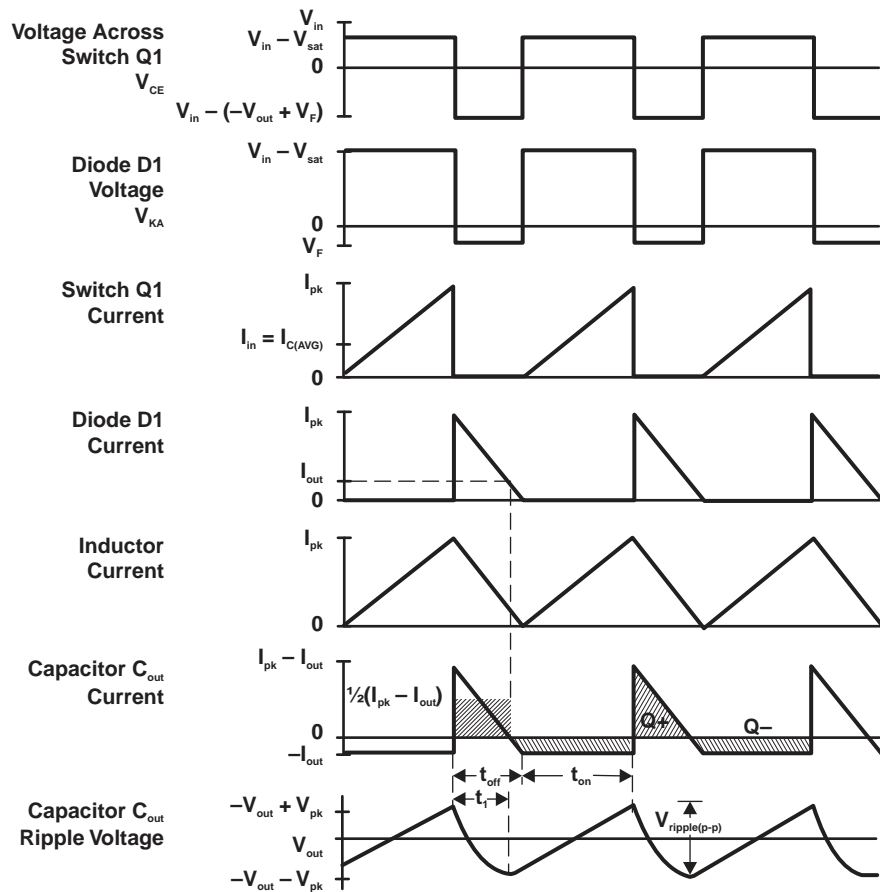 Voltage Across
Switch Q1
V_CE
V_in
V_in – V_sat
0
V_in – (–V_out + V_F)
Diode D1
Voltage
V_KA
V_in – V_sat
0
V_F
Switch Q1
Current
I_pk
I_in = I_C(AVG)
0
Diode D1
Current
I_pk
I_out
0
Inductor
Current
I_pk
0
Capacitor C_out
Current
I_pk – I_out
½(I_pk – I_out)
0
–I_out
Q+
Q–
t_off
t_on
t_1
Capacitor C_out
Ripple Voltage
–V_out + V_pk
V_out
–V_out – V_pk
V_ripple(p-p)